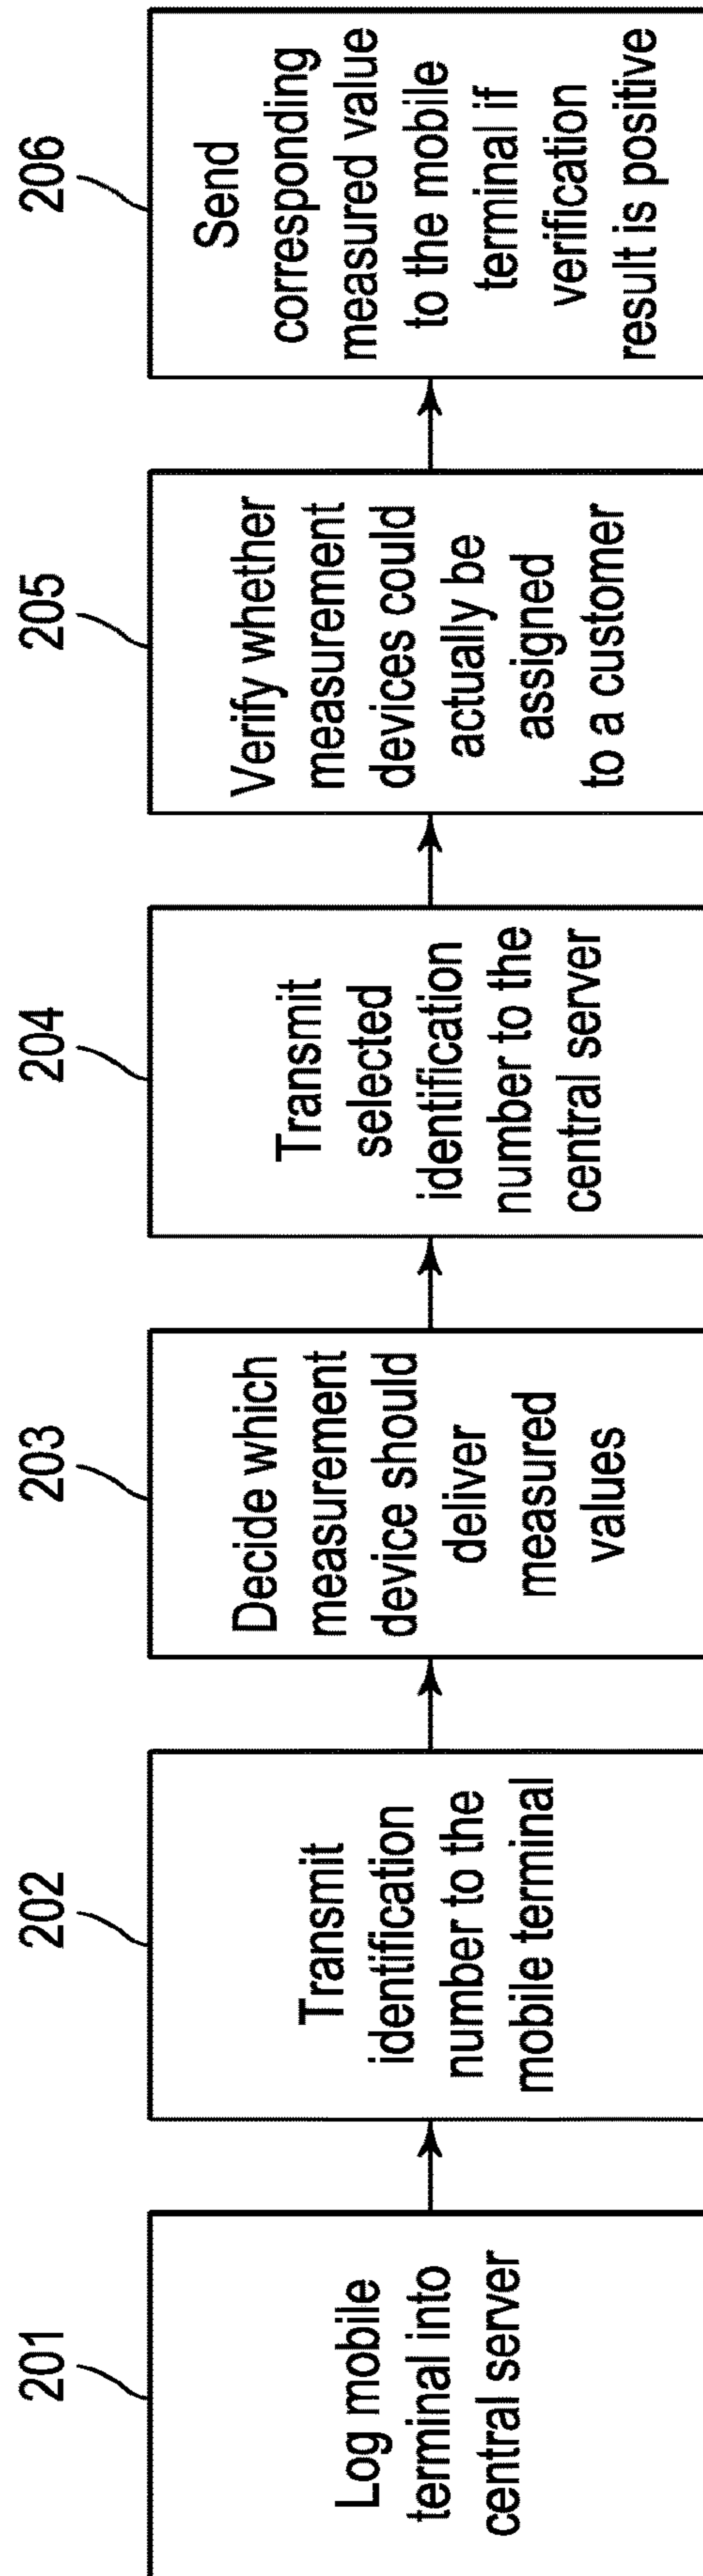 201
Log mobile
terminal into
central server
202
Transmit
identification
number to the
mobile terminal
203
Decide which
measurement
device should
deliver
measured
values
204
Transmit
selected
identification
number to the
central server
205
Verify whether
measurement
devices could
actually be
assigned
to a customer
206
Send
corresponding
measured value
to the mobile
terminal if
verification
result is positive